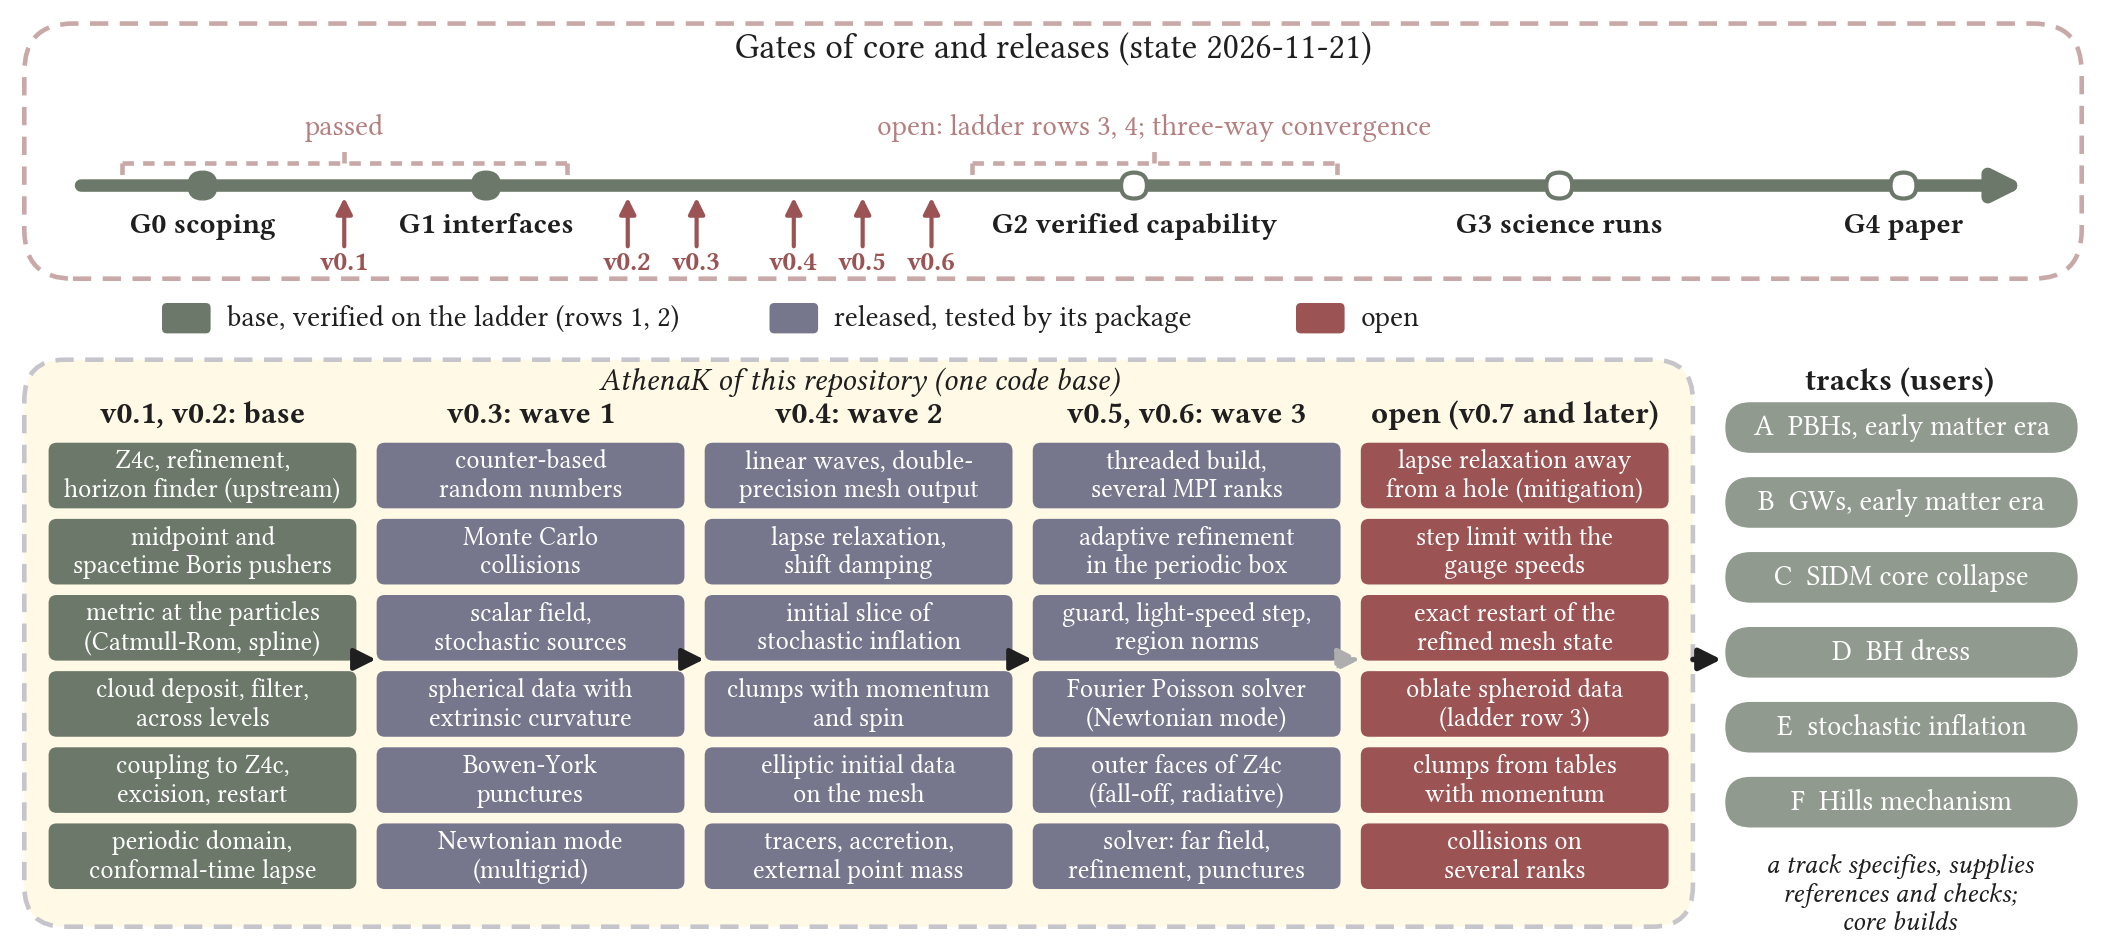 Gates of core and releases (state 2026-11-21)
passed
open: ladder rows 3, 4; three-way convergence
G0 scoping
G1 interfaces
G2 verified capability
G3 science runs
G4 paper
v0.1
v0.2
v0.3
v0.4
v0.5
v0.6
base, verified on the ladder (rows 1, 2)
released, tested by its package
open
AthenaK of this repository (one code base)
v0.1, v0.2: base
Z4c, refinement,
horizon finder (upstream)
midpoint and
spacetime Boris pushers
metric at the particles
(Catmull-Rom, spline)
cloud deposit, filter,
across levels
coupling to Z4c,
excision, restart
periodic domain,
conformal-time lapse
v0.3: wave 1
counter-based
random numbers
Monte Carlo
collisions
scalar field,
stochastic sources
spherical data with
extrinsic curvature
Bowen-York
punctures
Newtonian mode
(multigrid)
v0.4: wave 2
linear waves, double-
precision mesh output
lapse relaxation,
shift damping
initial slice of
stochastic inflation
clumps with momentum
and spin
elliptic initial data
on the mesh
tracers, accretion,
external point mass
v0.5, v0.6: wave 3
threaded build,
several MPI ranks
adaptive refinement
in the periodic box
guard, light-speed step,
region norms
Fourier Poisson solver
(Newtonian mode)
outer faces of Z4c
(fall-off, radiative)
solver: far field,
refinement, punctures
open (v0.7 and later)
lapse relaxation away
from a hole (mitigation)
step limit with the
gauge speeds
exact restart of the
refined mesh state
oblate spheroid data
(ladder row 3)
clumps from tables
with momentum
collisions on
several ranks
tracks (users)
A PBHs, early matter era
B GWs, early matter era
C SIDM core collapse
D BH dress
E stochastic inflation
F Hills mechanism
a track specifies, supplies
references and checks;
core builds